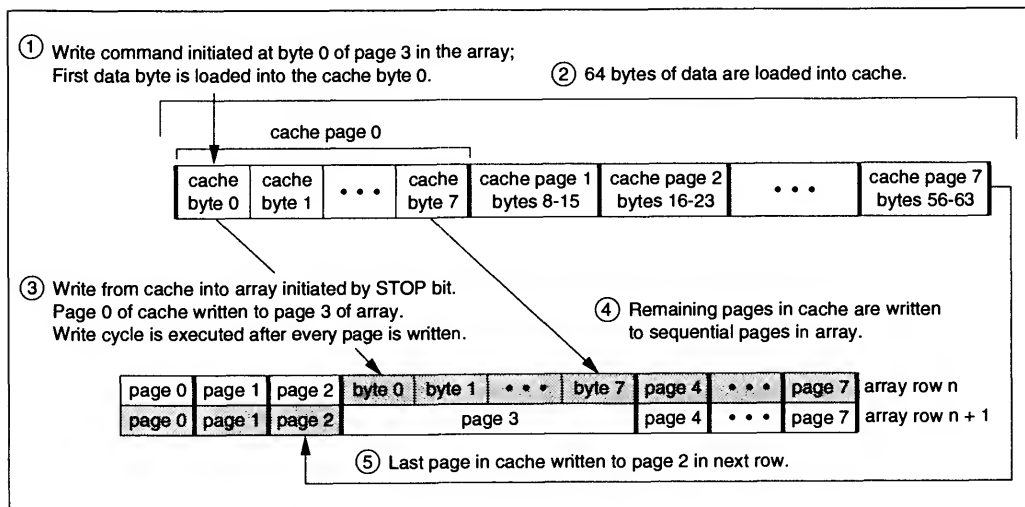 ① Write command initiated at byte 0 of page 3 in the array;
First data byte is loaded into the cache byte 0.
② 64 bytes of data are loaded into cache.
cache page 0
cache byte 0
cache byte 1
• • •
cache byte 7
cache page 1 bytes 8-15
cache page 2 bytes 16-23
• • •
cache page 7 bytes 56-63
③ Write from cache into array initiated by STOP bit.
Page 0 of cache written to page 3 of array.
Write cycle is executed after every page is written.
④ Remaining pages in cache are written
to sequential pages in array.
page 0 page 1 page 2 byte 0 byte 1 • • • byte 7 page 4 • • • page 7 array row n
page 0 page 1 page 2 page 3 page 4 • • • page 7 array row n + 1
⑤ Last page in cache written to page 2 in next row.